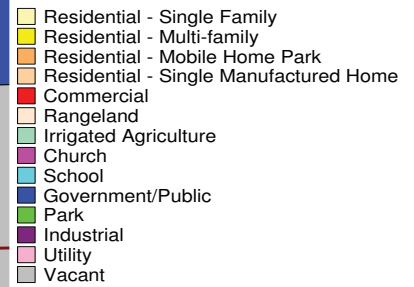 Residential - Single Family
Residential - Multi-family
Residential - Mobile Home Park
Residential - Single Manufactured Home
Commercial
Rangeland
Irrigated Agriculture
Church
School
Government/Public
Park
Industrial
Utility
Vacant